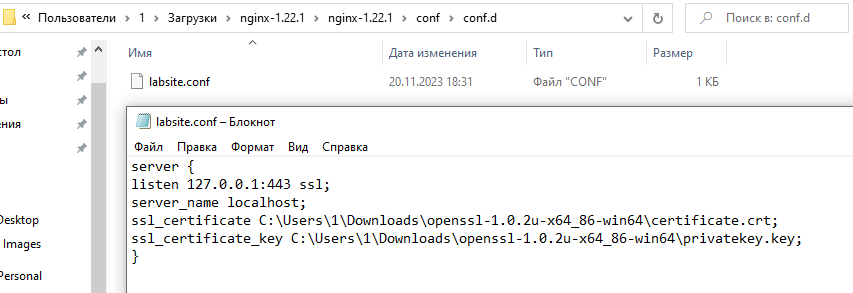 « Пользователи › 1 › Загрузки › nginx-1.22.1 › nginx-1.22.1 › conf › conf.d
Поиск в: conf.d
Имя Дата изменения Тип Размер
labsite.conf 20.11.2023 18:31 Файл "CONF" 1 КБ
стол
ы
ения
Desktop
Images
Personal
labsite.conf – Блокнот
Файл Правка Формат Вид Справка
server {
listen 127.0.0.1:443 ssl;
server_name localhost;
ssl_certificate C:\Users\1\Downloads\openssl-1.0.2u-x64_86-win64\certificate.crt;
ssl_certificate_key C:\Users\1\Downloads\openssl-1.0.2u-x64_86-win64\privatekey.key;
}